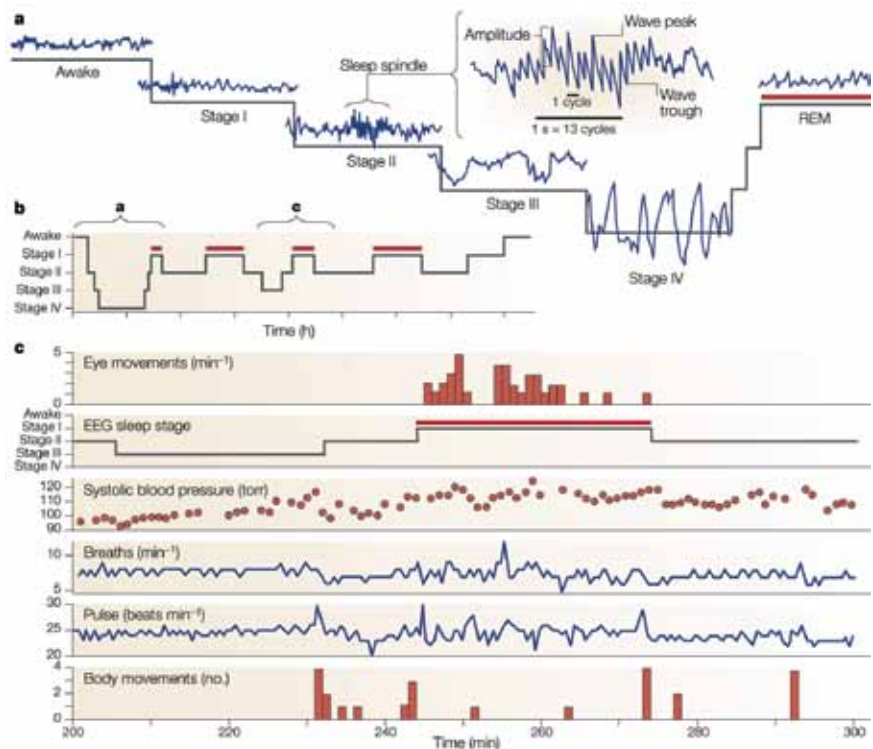 a
Amplitude
Wave peak
Sleep spindle
Awake
Stage I
Stage II
1 cycle
1 s = 13 cycles
Wave
trough
REM
Stage III
Stage IV
b
a
c
Awake
Stage I
Stage II
Stage III
Stage IV
Time (h)
c
5
Eye movements (min⁻¹)
0
Awake
Stage I
EEG sleep stage
Stage II
Stage III
Stage IV
120
Systolic blood pressure (torr)
110
100
90
10
Breaths (min⁻¹)
5
30
Pulse (beats min⁻¹)
25
20
4
Body movements (no.)
2
0
200
220
240
260
280
300
Time (min)